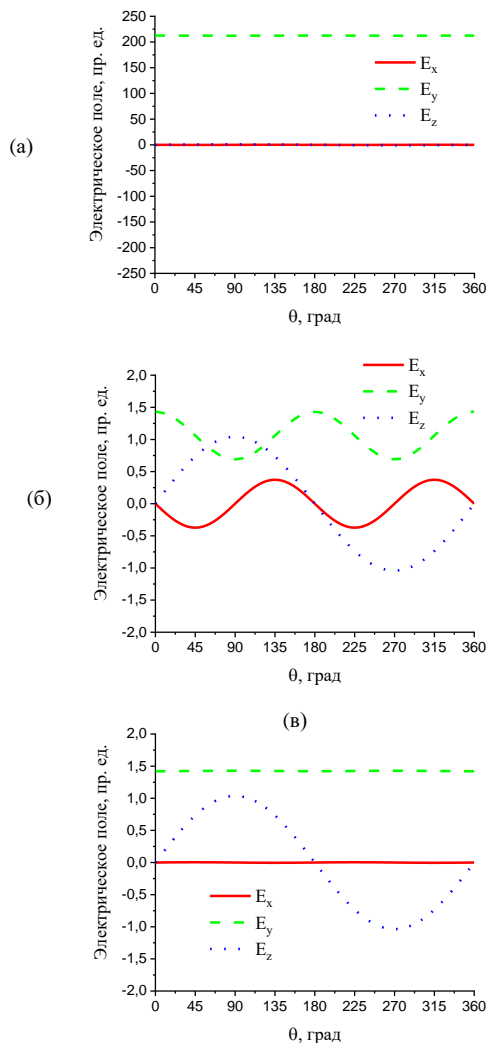 (а)
Электрическое поле, пр. ед.
250
200
150
100
50
0
-50
-100
-150
-200
-250
0 45 90 135 180 225 270 315 360
θ, град
E_x
E_y
E_z
(б)
Электрическое поле, пр. ед.
2,0
1,5
1,0
0,5
0,0
-0,5
-1,0
-1,5
-2,0
0 45 90 135 180 225 270 315 360
θ, град
E_x
E_y
E_z
(в)
Электрическое поле, пр. ед.
2,0
1,5
1,0
0,5
0,0
-0,5
-1,0
-1,5
-2,0
0 45 90 135 180 225 270 315 360
θ, град
E_x
E_y
E_z